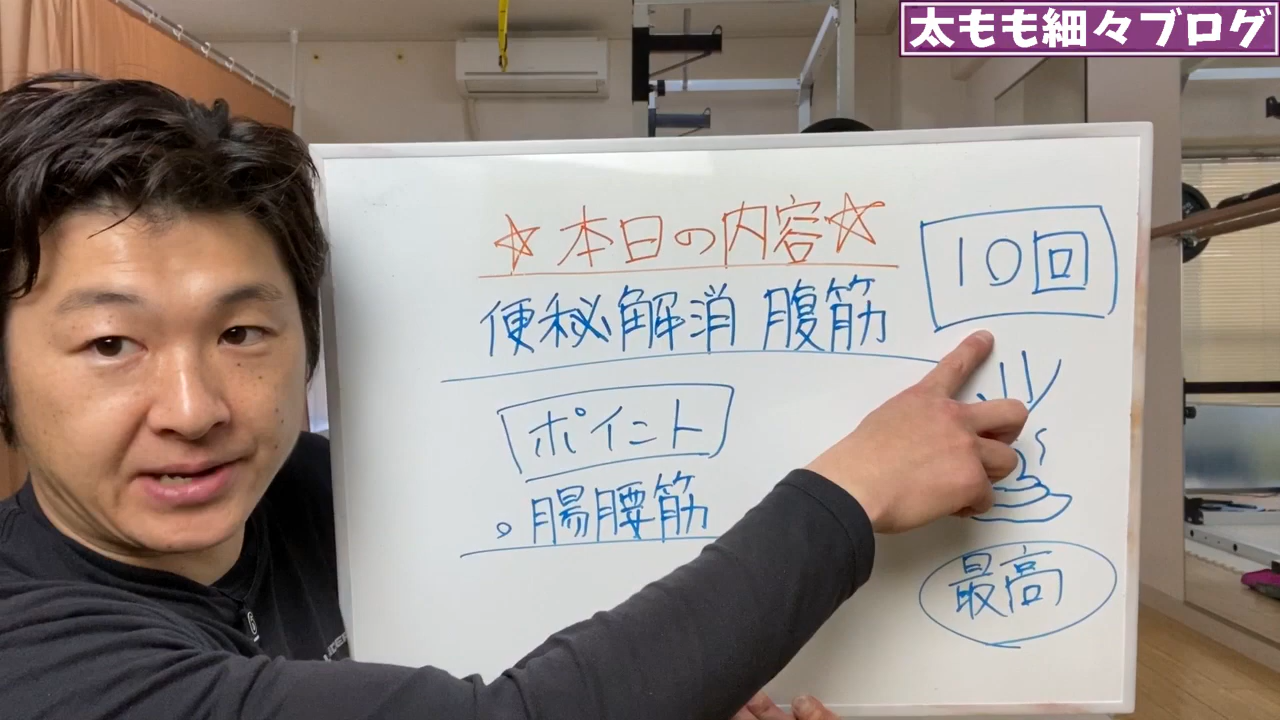 太もも細々ブログ
☆本日の内容☆
10回
便秘解消 腹筋
ポイント
。腸腰筋
最高